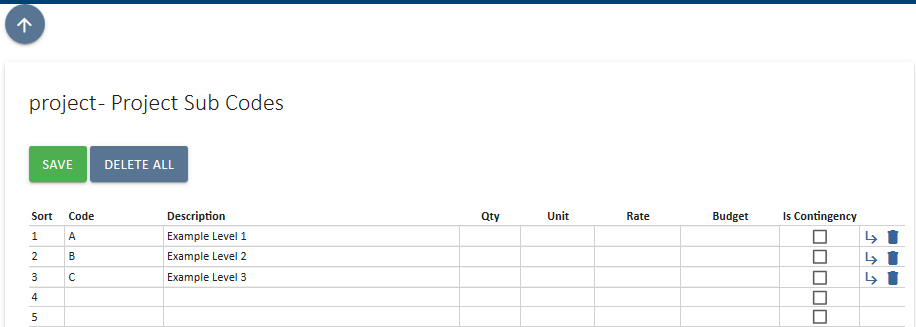 project- Project Sub Codes
SAVE DELETE ALL
Sort Code Description Qty Unit Rate Budget Is Contingency
1 A Example Level 1
2 B Example Level 2
3 C Example Level 3
4
5